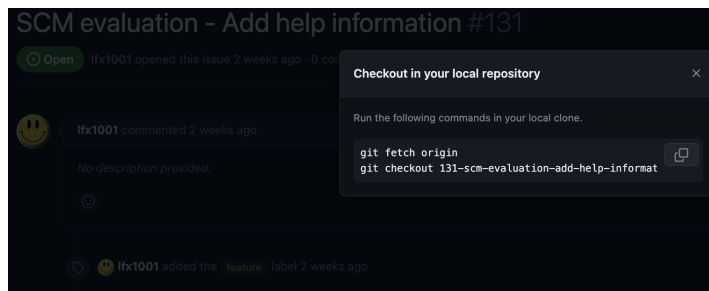 SCM evaluation - Add help information #131
Open lfx1001 opened this issue 2 weeks ago · 0
Checkout in your local repository
Run the following commands in your local clone.
lfx1001 commented 2 weeks ago
git fetch origin
git checkout 131-scm-evaluation-add-help-informat
No description provided.
lfx1001 added the feature label 2 weeks ago